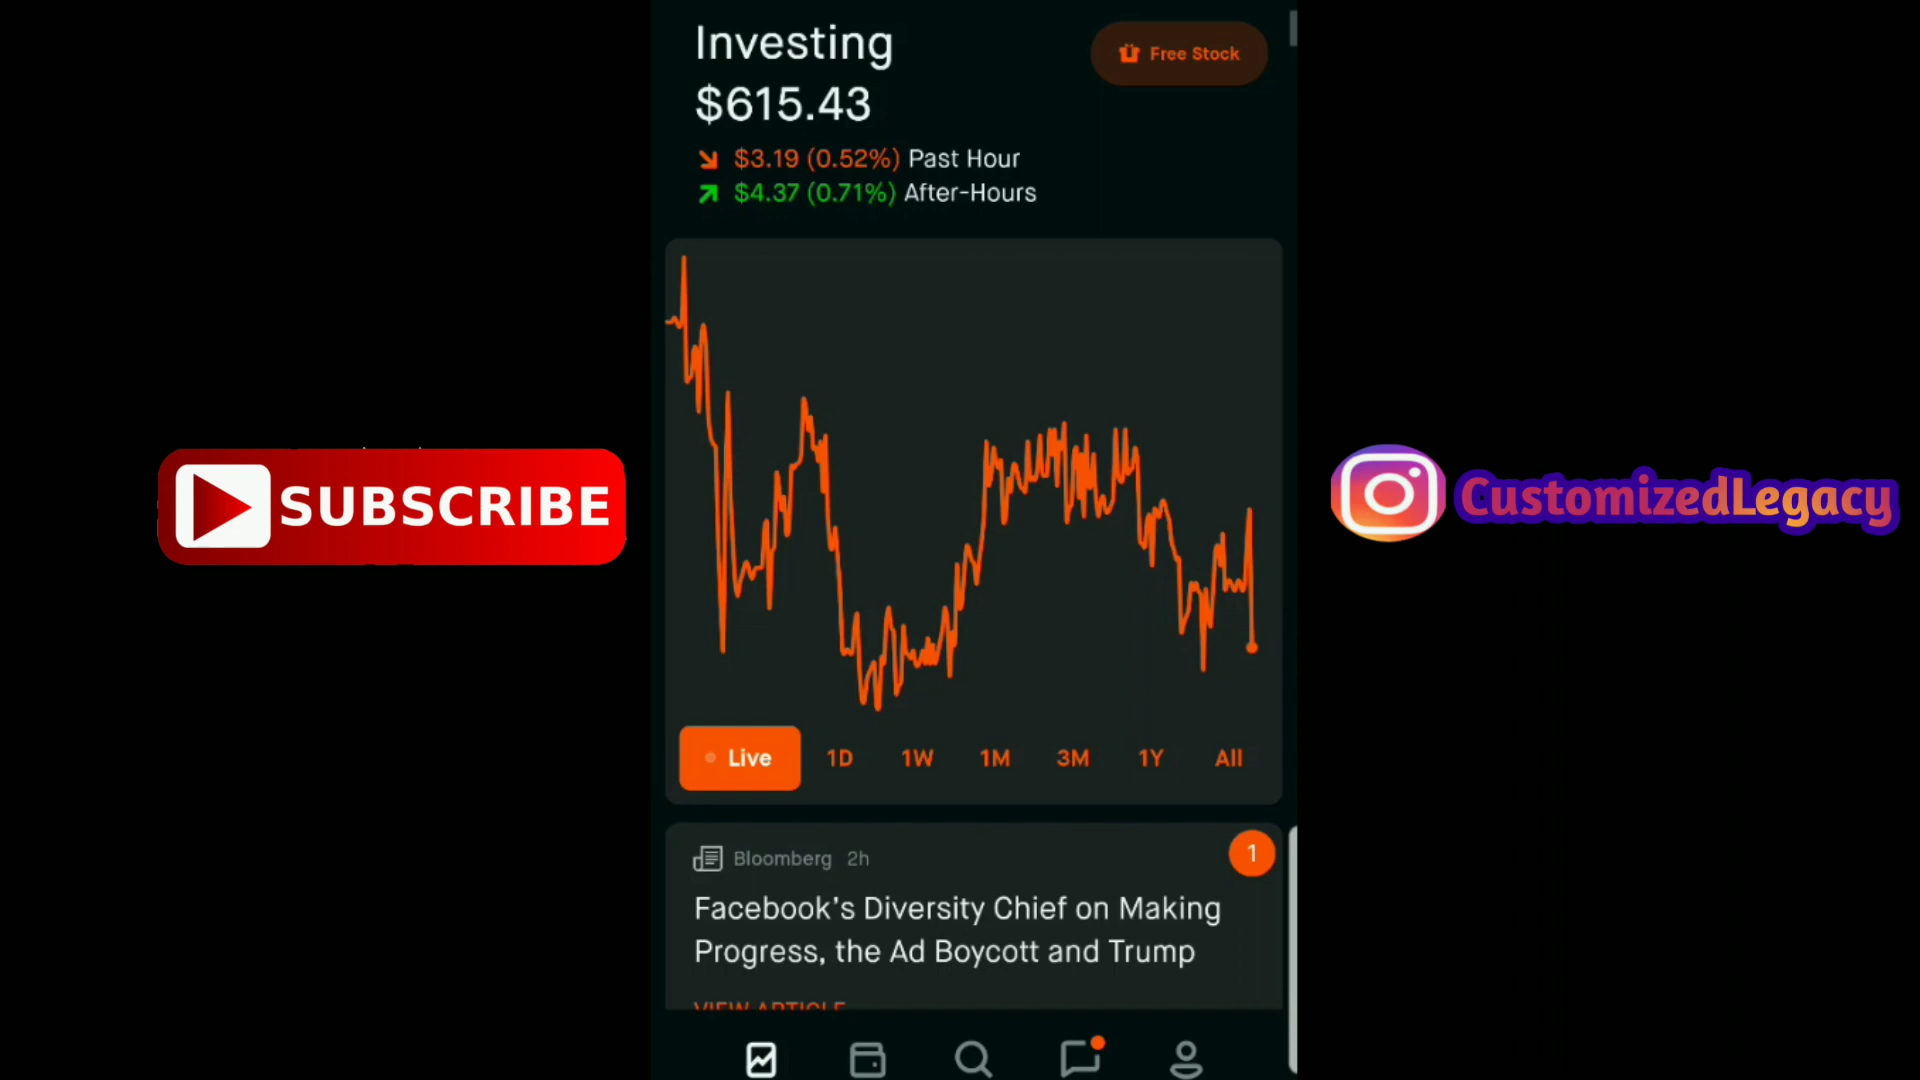 Investing
Free Stock
$615.43
$3.19 (0.52%) Past Hour
$4.37 (0.71%) After-Hours
SUBSCRIBE
CustomizedLegacy
Live 1D 1W 1M 3M 1Y All
Bloomberg 2h
1
Facebook's Diversity Chief on Making
Progress, the Ad Boycott and Trump
VIEW ARTICLE